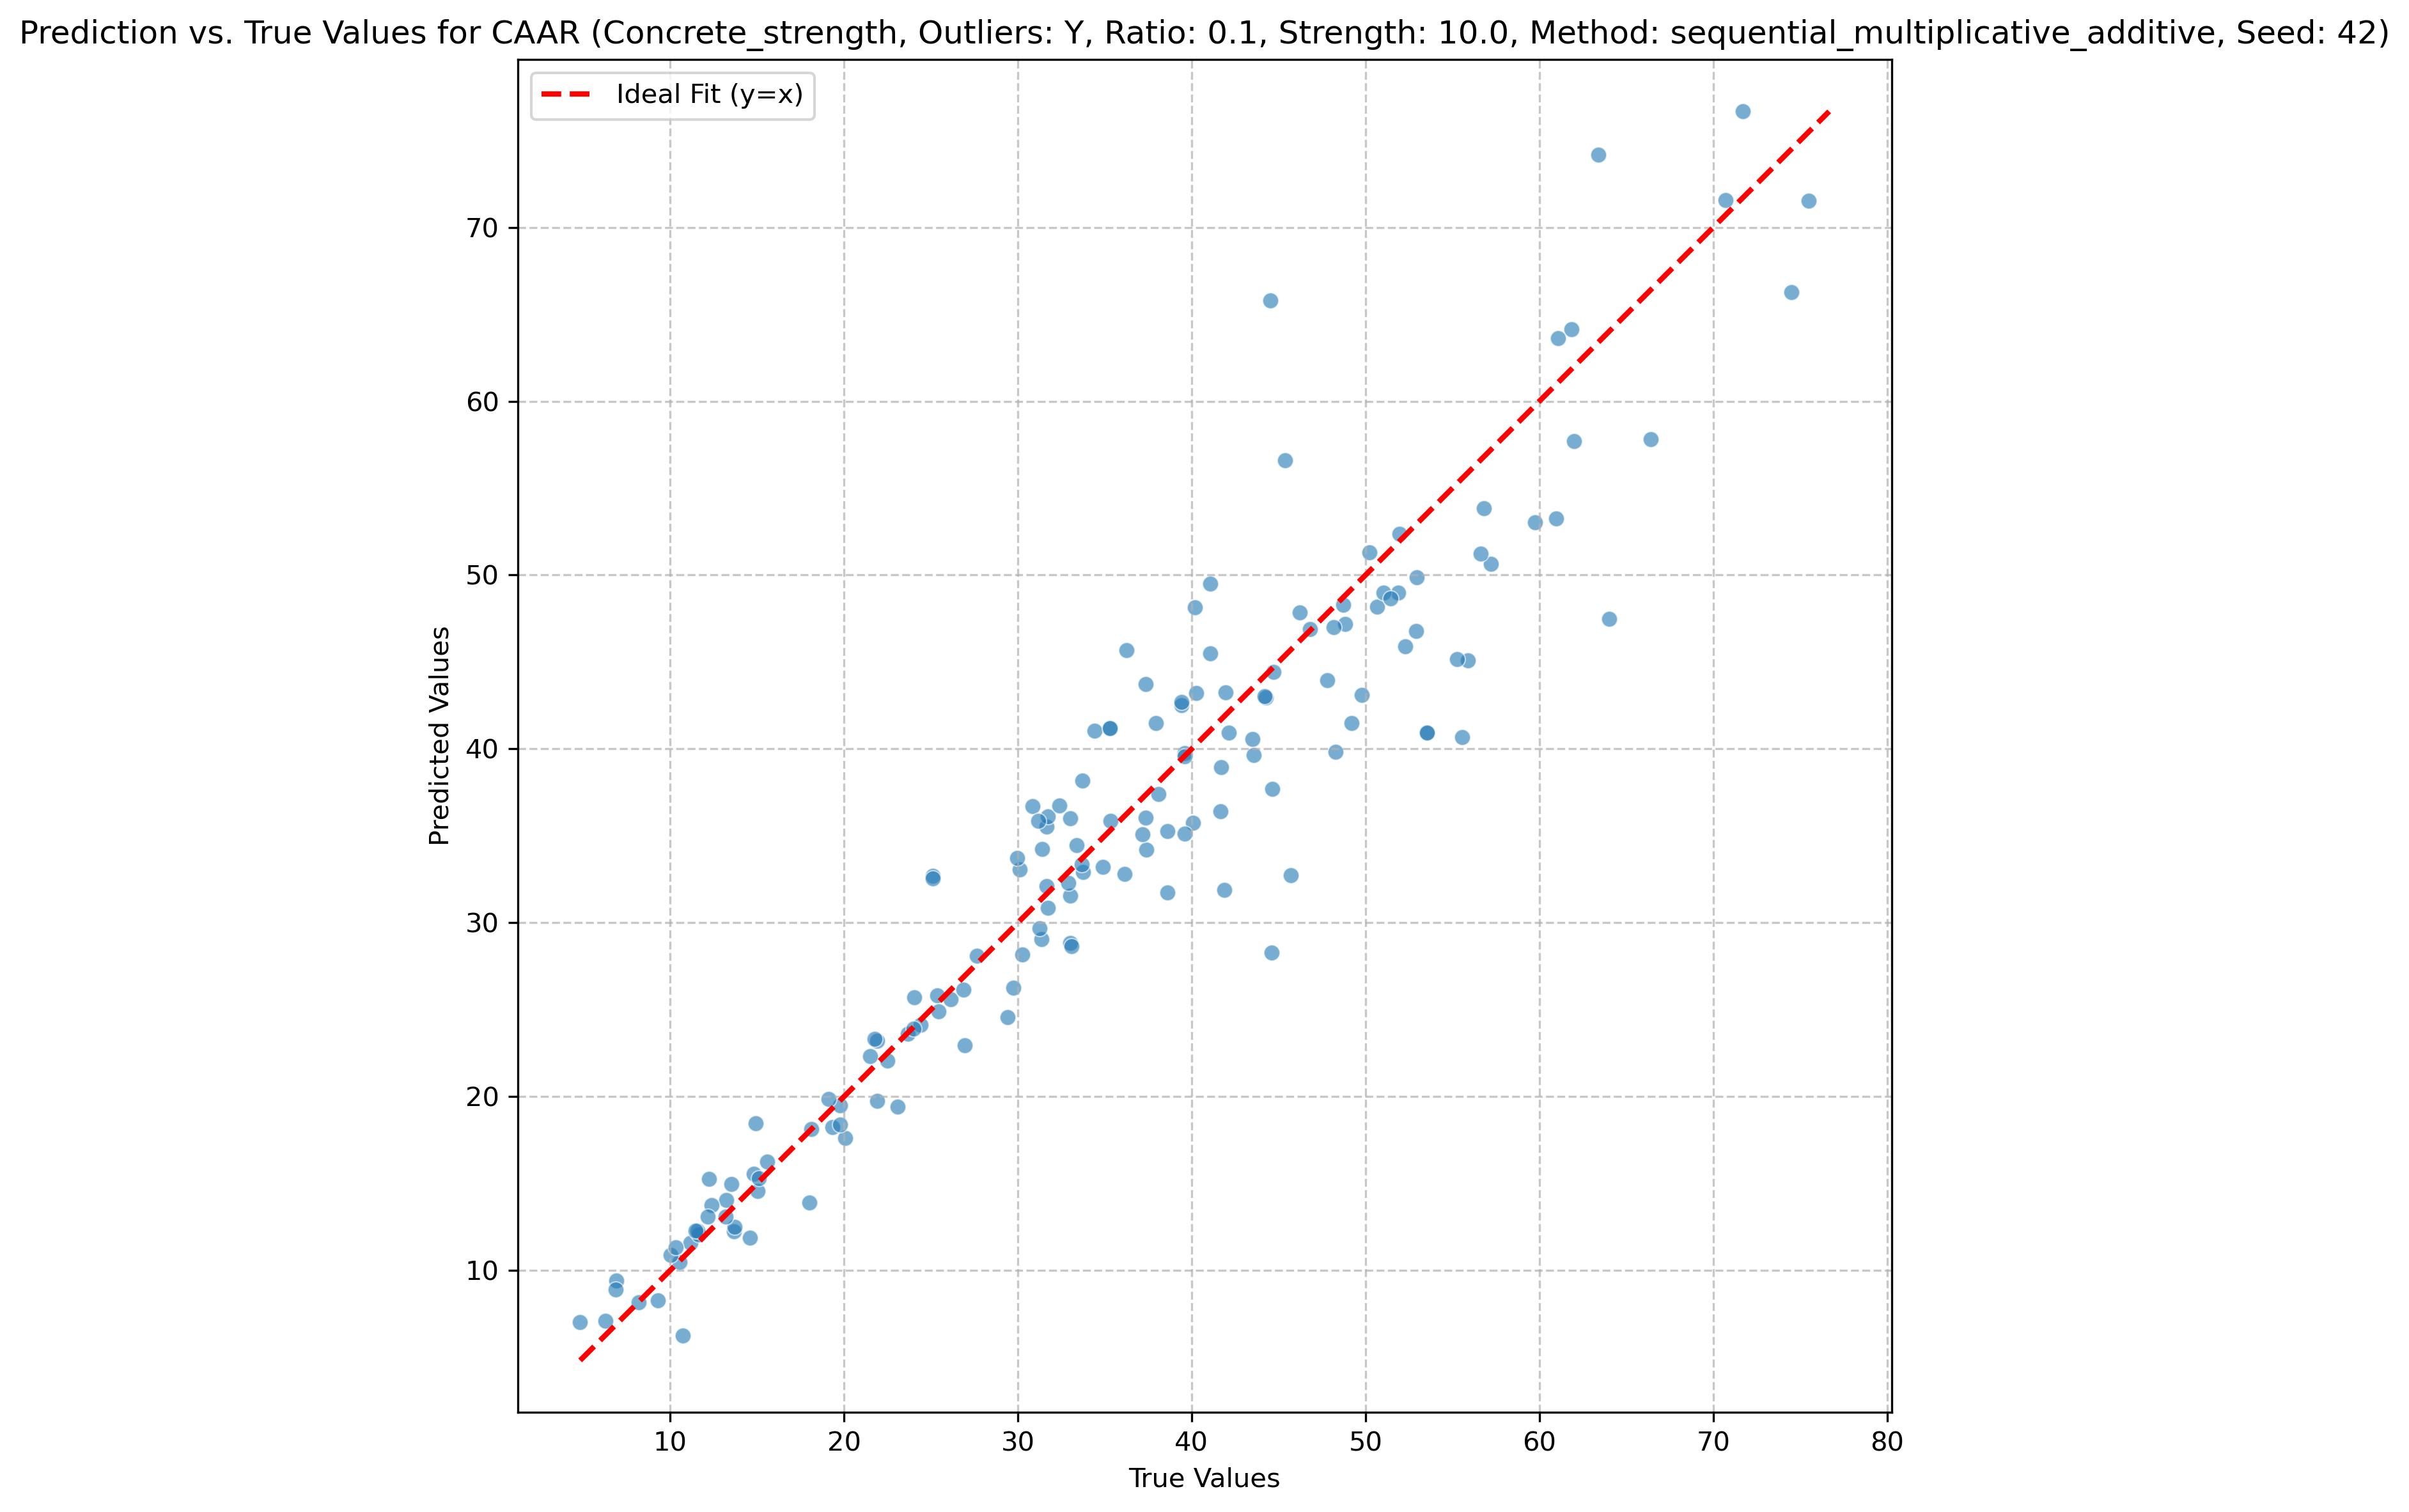 Prediction vs. True Values for CAAR (Concrete_strength, Outliers: Y, Ratio: 0.1, Strength: 10.0, Method: sequential_multiplicative_additive, Seed: 42)
Ideal Fit (y=x)
Predicted Values
70
60
50
40
30
20
10
10 20 30 40 50 60 70 80
True Values